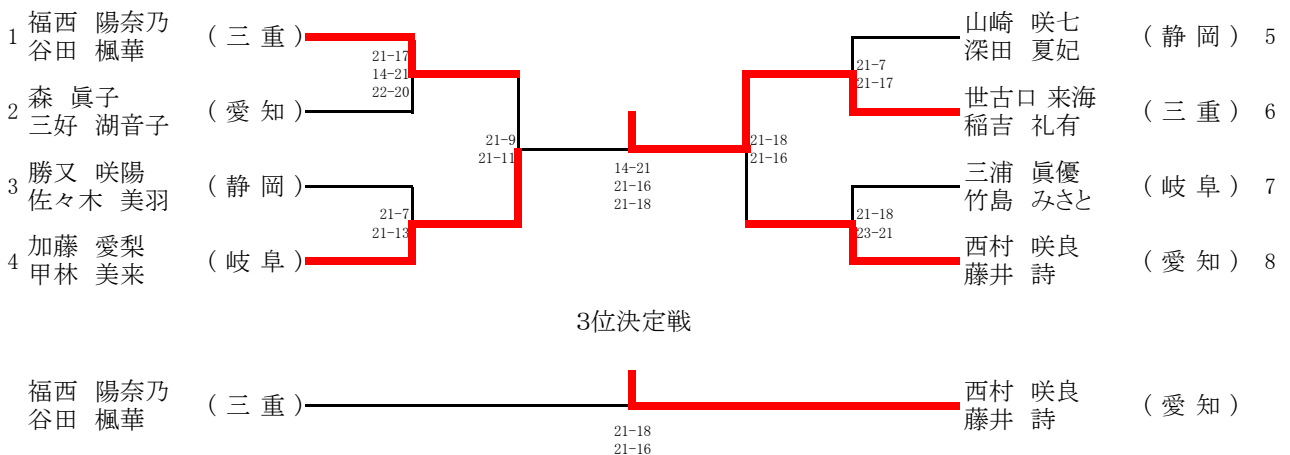 1 福西 陽奈乃
谷田 楓華
(三重)
21-17
14-21
22-20
2 森 眞子
三好 湖音子
(愛知)
3 勝又 咲陽
佐々木 美羽
(静岡)
21-7
21-13
4 加藤 愛梨
甲林 美来
(岐阜)
21-9
21-11
14-21
21-16
21-18
山崎 咲七
深田 夏妃
(静岡) 5
21-7
21-17
世古口 来海
稲吉 礼有
(三重) 6
21-18
21-16
三浦 眞優
竹島 みさと
(岐阜) 7
21-18
23-21
西村 咲良
藤井 詩
(愛知) 8
3位決定戦
福西 陽奈乃
谷田 楓華
(三重)
21-18
21-16
西村 咲良
藤井 詩
(愛知)